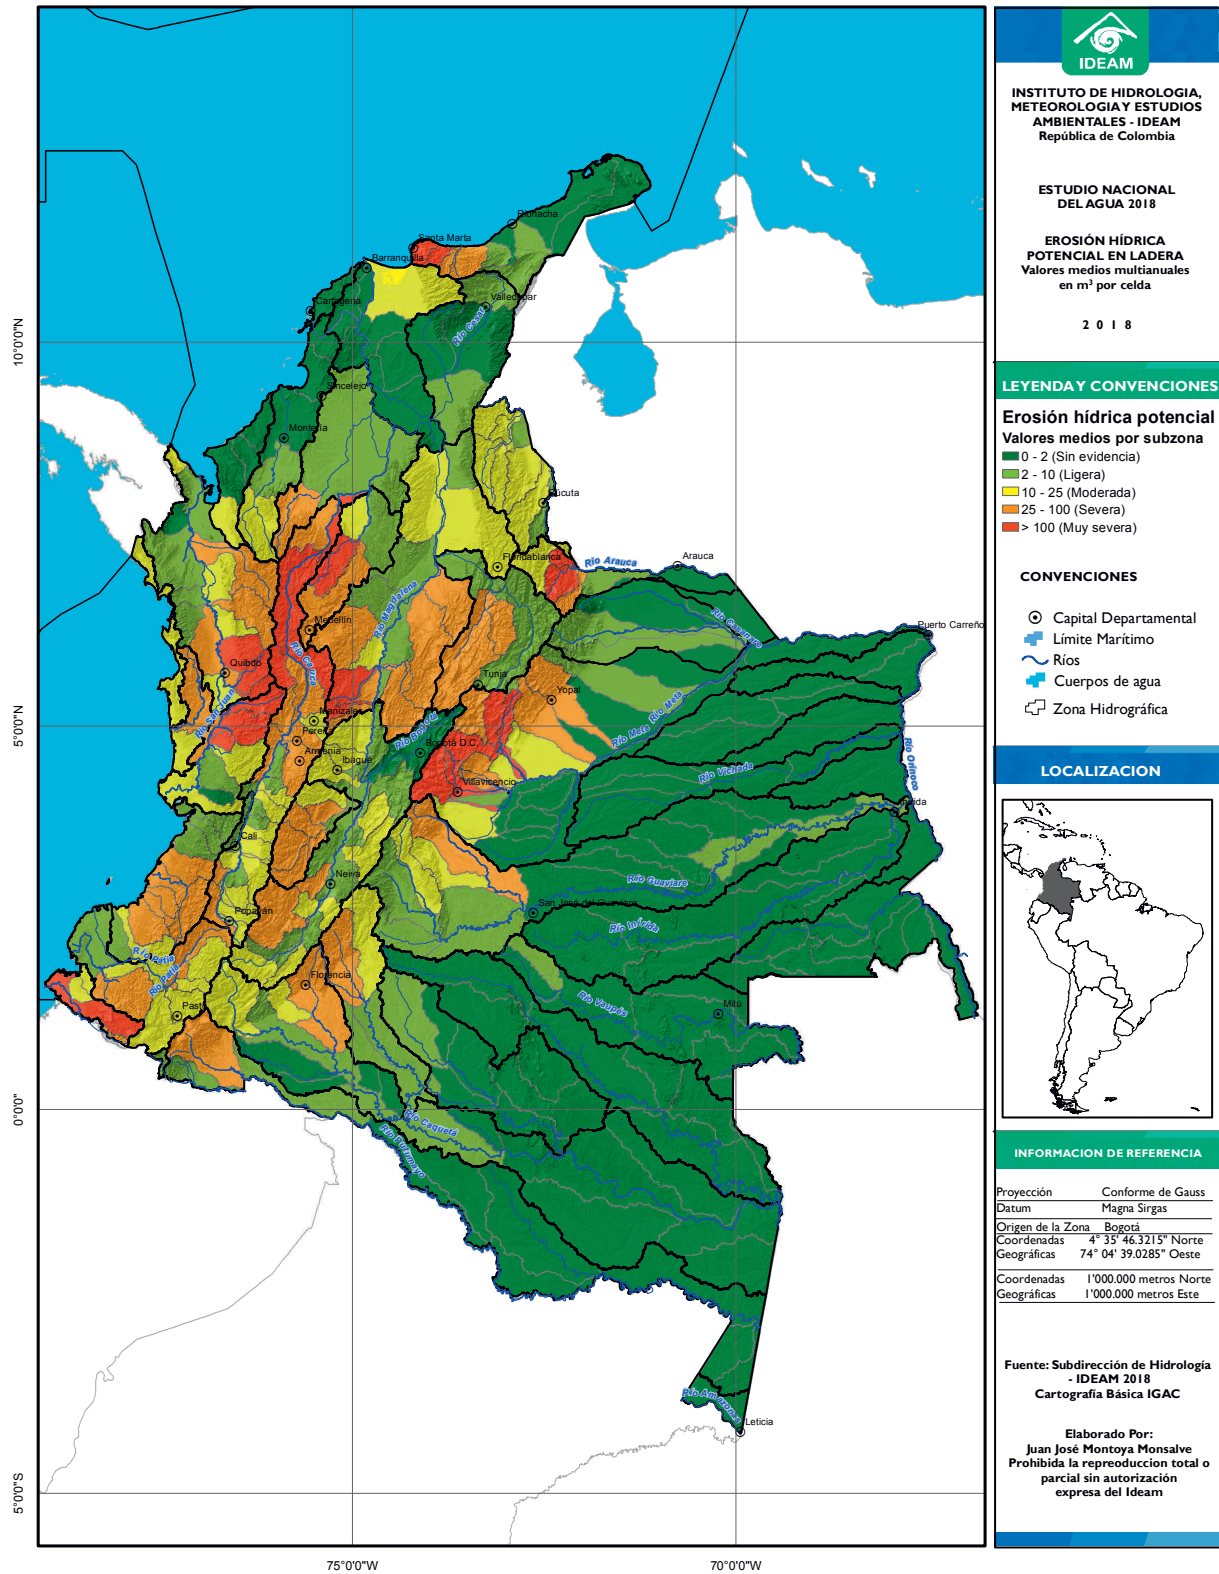 IDEAM
INSTITUTO DE HIDROLOGIA,
METEOROLOGIA Y ESTUDIOS
AMBIENTALES - IDEAM
República de Colombia
ESTUDIO NACIONAL
DEL AGUA 2018
EROSIÓN HÍDRICA
POTENCIAL EN LADERA
Valores medios multianuales
en m³ por celda
2 0 1 8
LEYENDA Y CONVENCIONES
Erosión hídrica potencial
Valores medios por subzona
0 - 2 (Sin evidencia)
2 - 10 (Ligera)
10 - 25 (Moderada)
25 - 100 (Severa)
> 100 (Muy severa)
CONVENCIONES
Capital Departamental
Límite Marítimo
Ríos
Cuerpos de agua
Zona Hidrográfica
LOCALIZACION
INFORMACION DE REFERENCIA
Proyección Conforme de Gauss
Datum Magna Sirgas
Origen de la Zona Bogotá
Coordenadas 4° 35' 46.3215" Norte
Geográficas 74° 04' 39.0285" Oeste
Coordenadas 1'000.000 metros Norte
Geográficas 1'000.000 metros Este
Fuente: Subdirección de Hidrología
- IDEAM 2018
Cartografía Básica IGAC
Elaborado Por:
Juan José Montoya Monsalve
Prohibida la repreoduccion total o
parcial sin autorización
expresa del Ideam
Riohacha
Santa Marta
Barranquilla
Cartagena
Valledupar
Río Cesar
Sincelejo
Montería
Cúcuta
Floridablanca
Río Arauca
Arauca
Río Magdalena
Río Casanare
Puerto Carreño
Medellín
Río Cauca
Quibdó
Río San Juan
Tunja
Yopal
Manizales
Pereira
Armenia
Ibagué
Río Bogotá
Bogotá D.C.
Río Meta
Río Meta
Río Orinoco
Villavicencio
Río Vichada
Inírida
Cali
Neiva
Río Guaviare
San José del Guaviare
Río Inírida
Popayán
Río Patía
Río Patía
Florencia
Pasto
Río Vaupés
Mitú
Río Caquetá
Río Putumayo
Río Amazonas
Leticia
10°0'0"N
5°0'0"N
0°0'0"
5°0'0"S
75°0'0"W
70°0'0"W